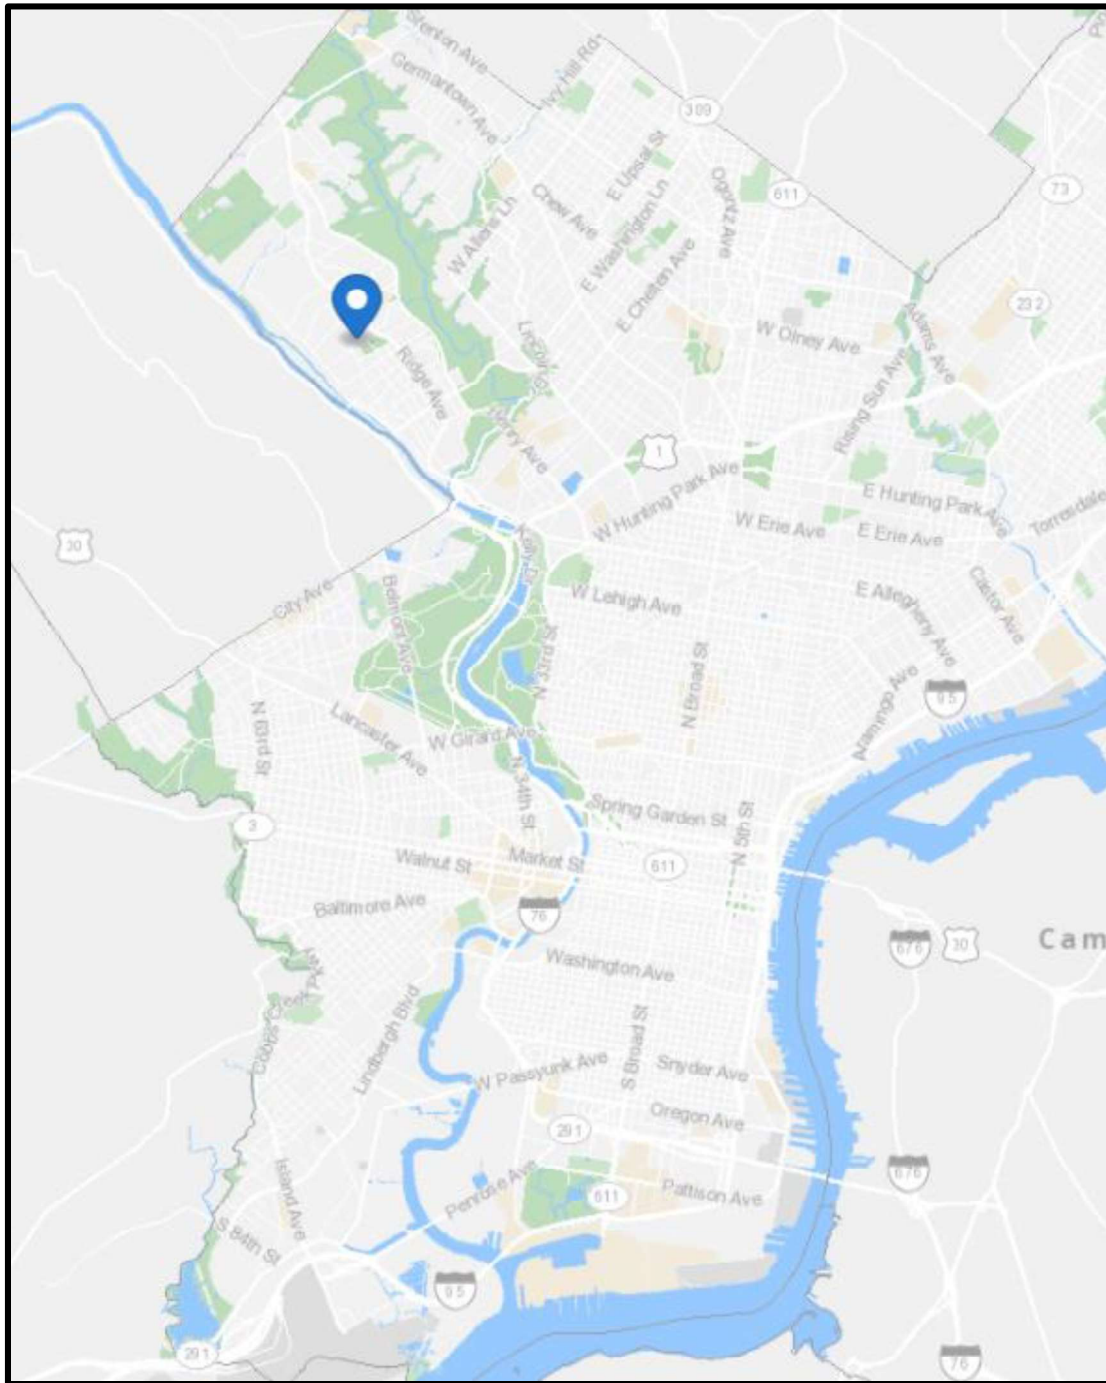 Stenton Ave
Ivy Hill Rd
Germantown Ave
309
E Upsal St
Ogontz Ave
611
73
Chew Ave
E Washington Ln
W Allens Ln
E Chelten Ave
232
W Olney Ave
Adams Ave
Lincoln Dr
Ridge Ave
Rising Sun Ave
Henry Ave
1
W Hunting Park Ave
E Hunting Park Ave
Torresdale
W Erie Ave
E Erie Ave
30
Kelly Dr
City Ave
Belmont Ave
W Lehigh Ave
E Allegheny Ave
Castor Ave
N 33rd St
N Broad St
95
Aramingo Ave
N 63rd St
Lancaster Ave
W Girard Ave
N 34th St
Spring Garden St
N 5th St
3
Walnut St
Market St
611
Baltimore Ave
76
676
30
Cam
Washington Ave
Cobbs Creek Pkwy
Lindbergh Blvd
S Broad St
W Passyunk Ave
Snyder Ave
Oregon Ave
291
676
Island Ave
Penrose Ave
611
Pattison Ave
S 84th St
95
291
76